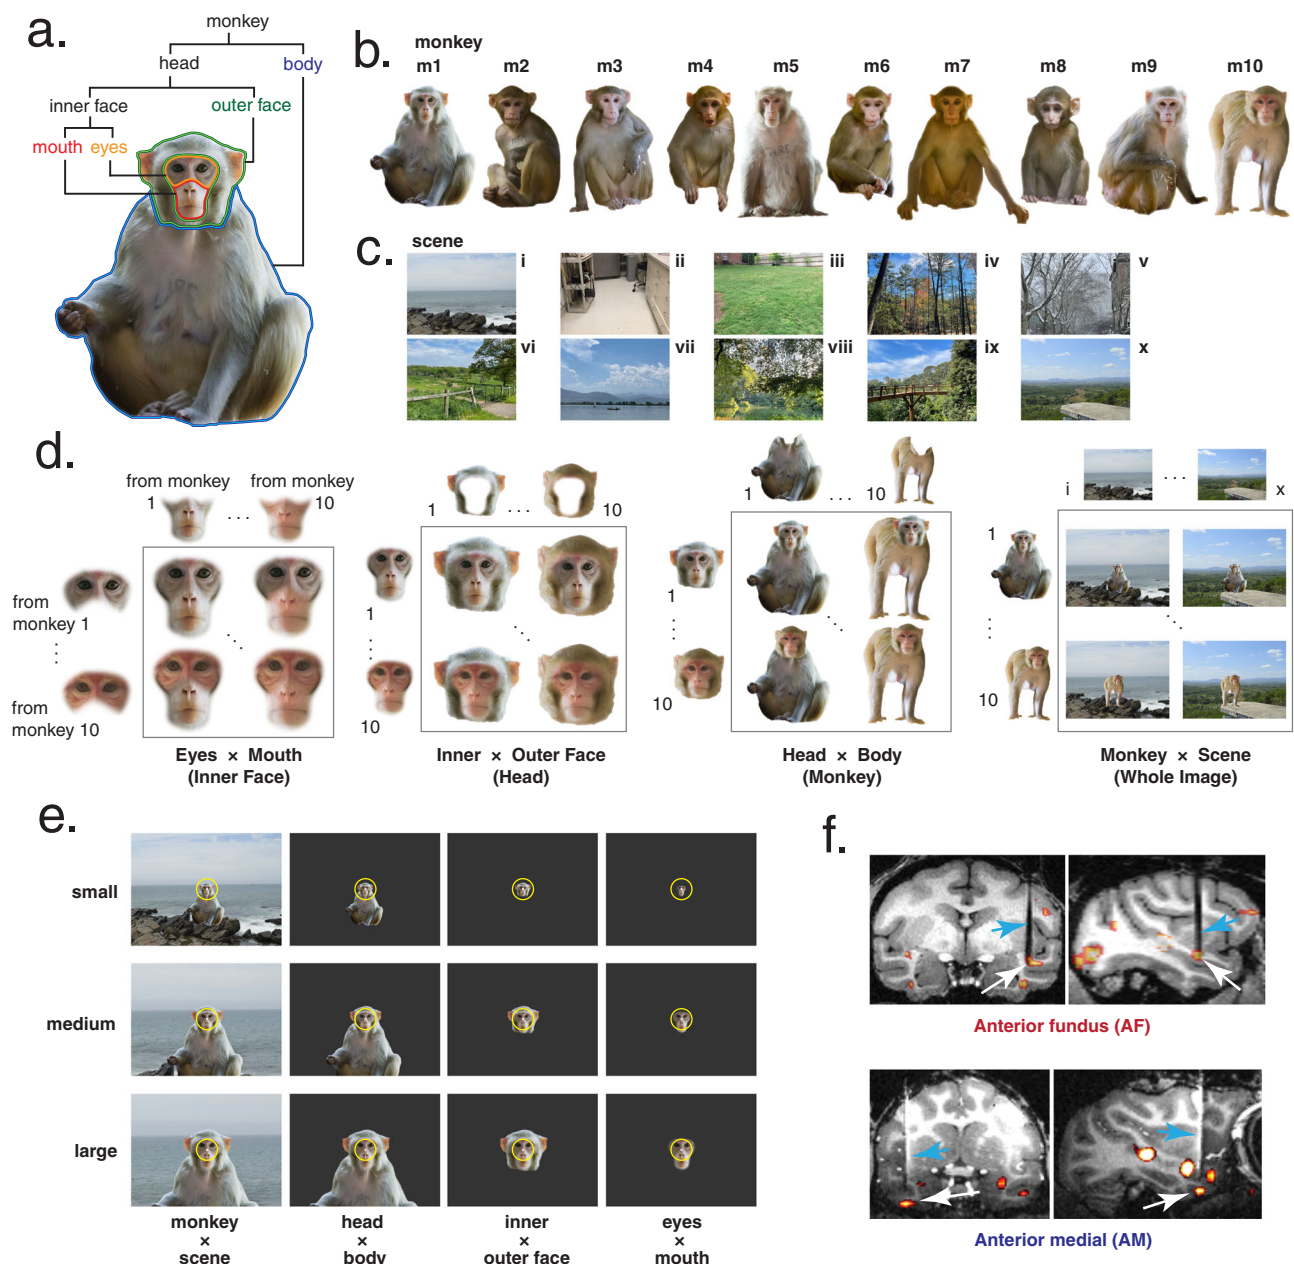 a.
monkey
head
body
inner face
outer face
mouth
eyes
b.
monkey
m1
m2
m3
m4
m5
m6
m7
m8
m9
m10
c.
scene
i
ii
iii
iv
v
vi
vii
viii
ix
x
d.
from monkey
1
. . .
from monkey
10
from
monkey 1
from
monkey 10
Eyes × Mouth
(Inner Face)
1
. . .
10
1
10
Inner × Outer Face
(Head)
1
. . .
10
1
10
Head × Body
(Monkey)
i
. . .
x
1
10
Monkey × Scene
(Whole Image)
e.
small
medium
large
monkey
×
scene
head
×
body
inner
×
outer face
eyes
×
mouth
f.
Anterior fundus (AF)
Anterior medial (AM)